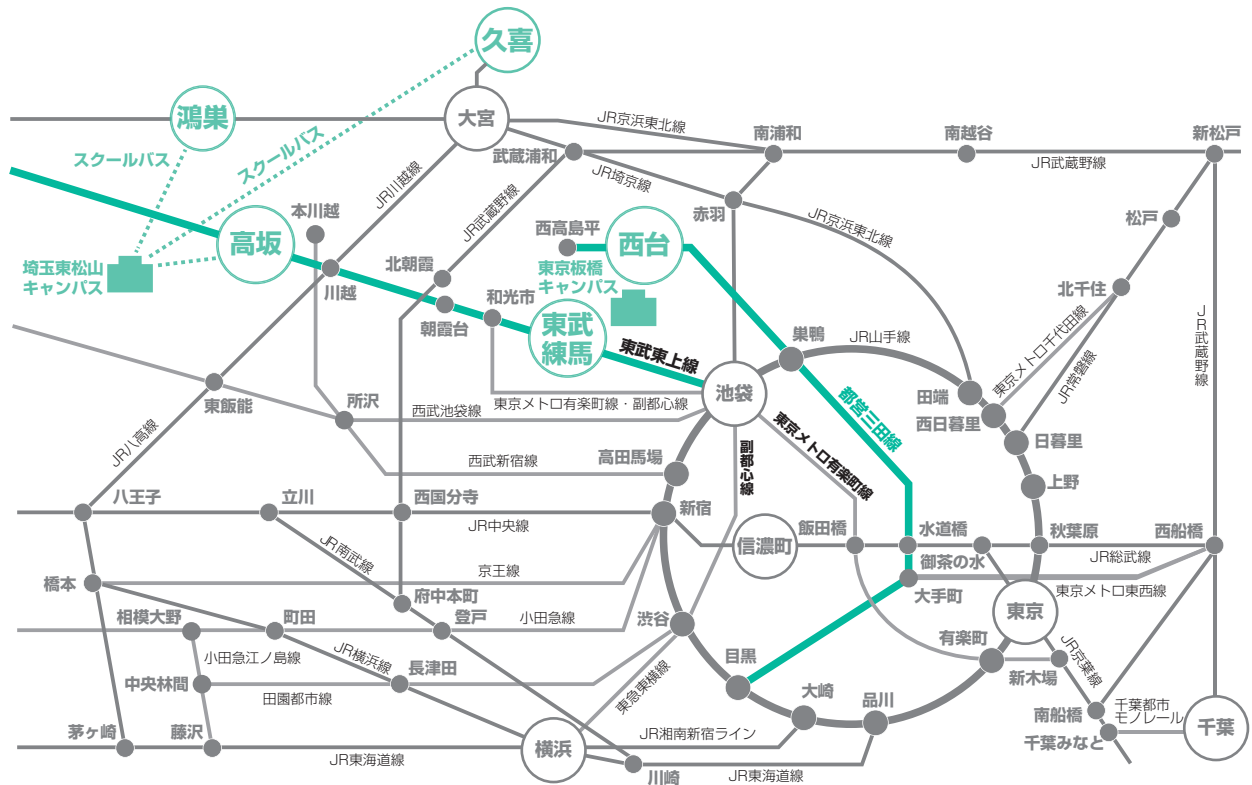 久喜
鴻巣
大宮
JR京浜東北線
スクールバス
スクールバス
武蔵浦和
南浦和
南越谷
新松戸
JR武蔵野線
JR川越線
JR埼京線
JR武蔵野線
赤羽
本川越
高坂
西高島平
西台
JR京浜東北線
松戸
埼玉東松山
キャンパス
川越
北朝霞
東京板橋
キャンパス
和光市
朝霞台
東武
練馬
東武東上線
巣鴨
JR山手線
北千住
JR武蔵野線
東京メトロ千代田線
JR常磐線
東飯能
所沢
西武池袋線
東京メトロ有楽町線・副都心線
池袋
都営三田線
田端
西日暮里
日暮里
JR八高線
西武新宿線
高田馬場
副都心線
東京メトロ有楽町線
上野
八王子
立川
西国分寺
JR中央線
新宿
信濃町
飯田橋
水道橋
秋葉原
西船橋
JR南武線
御茶の水
JR総武線
橋本
京王線
府中本町
大手町
東京メトロ東西線
東京
相模大野
町田
登戸
小田急線
渋谷
有楽町
小田急江ノ島線
JR横浜線
長津田
目黒
新木場
JR京葉線
中央林間
田園都市線
東急東横線
大崎
品川
南船橋
千葉都市
モノレール
千葉
茅ヶ崎
藤沢
JR東海道線
横浜
JR湘南新宿ライン
千葉みなと
川崎
JR東海道線